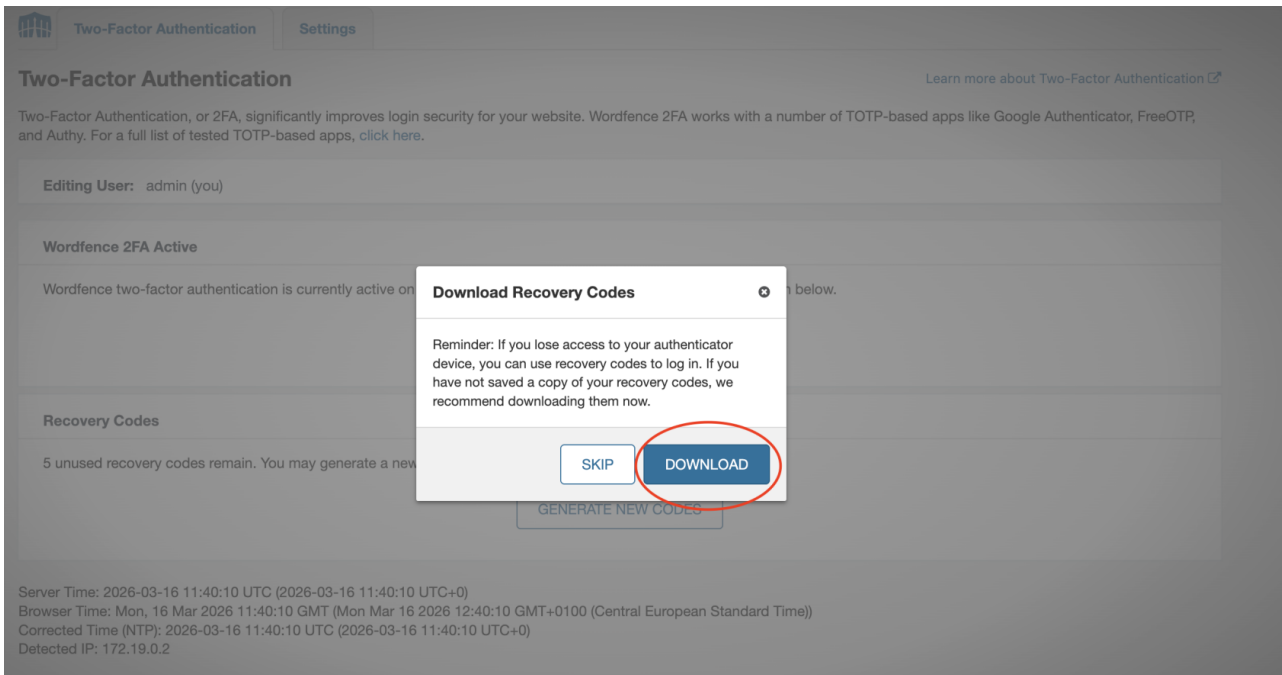 Two-Factor Authentication
Settings
Two-Factor Authentication
Learn more about Two-Factor Authentication
Two-Factor Authentication, or 2FA, significantly improves login security for your website. Wordfence 2FA works with a number of TOTP-based apps like Google Authenticator, FreeOTP,
and Authy. For a full list of tested TOTP-based apps, click here.
Editing User: admin (you)
Wordfence 2FA Active
Wordfence two-factor authentication is currently active on
below.
Download Recovery Codes
Reminder: If you lose access to your authenticator
device, you can use recovery codes to log in. If you
have not saved a copy of your recovery codes, we
recommend downloading them now.
SKIP
DOWNLOAD
Recovery Codes
5 unused recovery codes remain. You may generate a new
GENERATE NEW CODES
Server Time: 2026-03-16 11:40:10 UTC (2026-03-16 11:40:10 UTC+0)
Browser Time: Mon, 16 Mar 2026 11:40:10 GMT (Mon Mar 16 2026 12:40:10 GMT+0100 (Central European Standard Time))
Corrected Time (NTP): 2026-03-16 11:40:10 UTC (2026-03-16 11:40:10 UTC+0)
Detected IP: 172.19.0.2